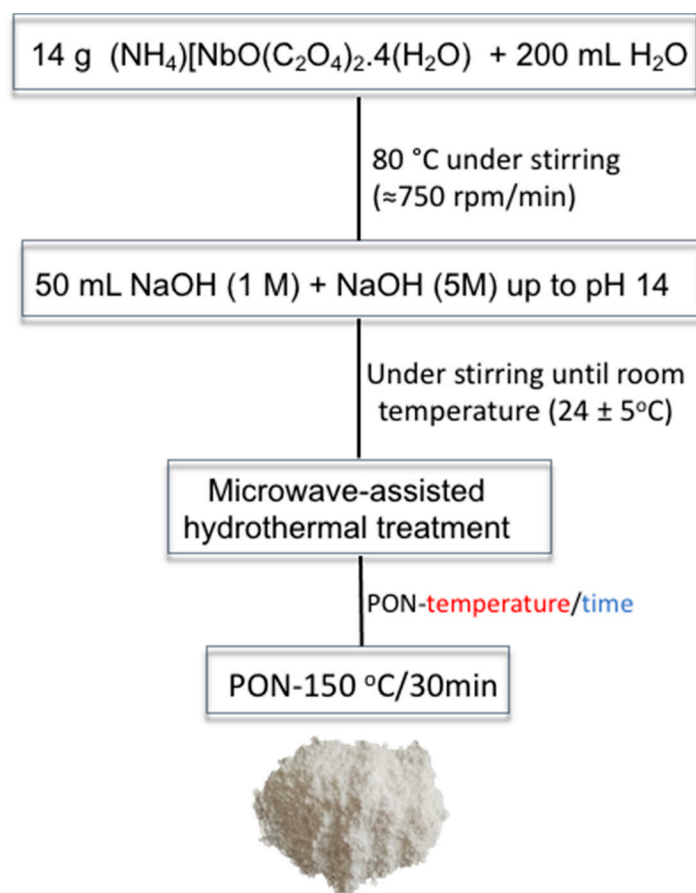 14 g (NH₄)[NbO(C₂O₄)₂.4(H₂O) + 200 mL H₂O
80 °C under stirring
(≈750 rpm/min)
50 mL NaOH (1 M) + NaOH (5M) up to pH 14
Under stirring until room
temperature (24 ± 5ºC)
Microwave-assisted
hydrothermal treatment
PON-temperature/time
PON-150 ºC/30min